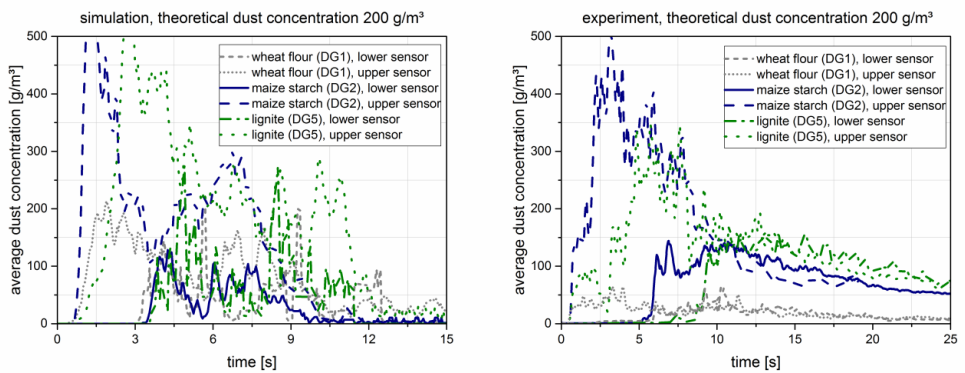 simulation, theoretical dust concentration 200 g/m³
500
400
300
200
100
0
0
3
6
9
12
15
average dust concentration [g/m³]
time [s]
wheat flour (DG1), lower sensor
wheat flour (DG1), upper sensor
maize starch (DG2), lower sensor
maize starch (DG2), upper sensor
lignite (DG5), lower sensor
lignite (DG5), upper sensor
experiment, theoretical dust concentration 200 g/m³
500
400
300
200
100
0
0
5
10
15
20
25
average dust concentration [g/m³]
time [s]
wheat flour (DG1), lower sensor
wheat flour (DG1), upper sensor
maize starch (DG2), lower sensor
maize starch (DG2), upper sensor
lignite (DG5), lower sensor
lignite (DG5), upper sensor